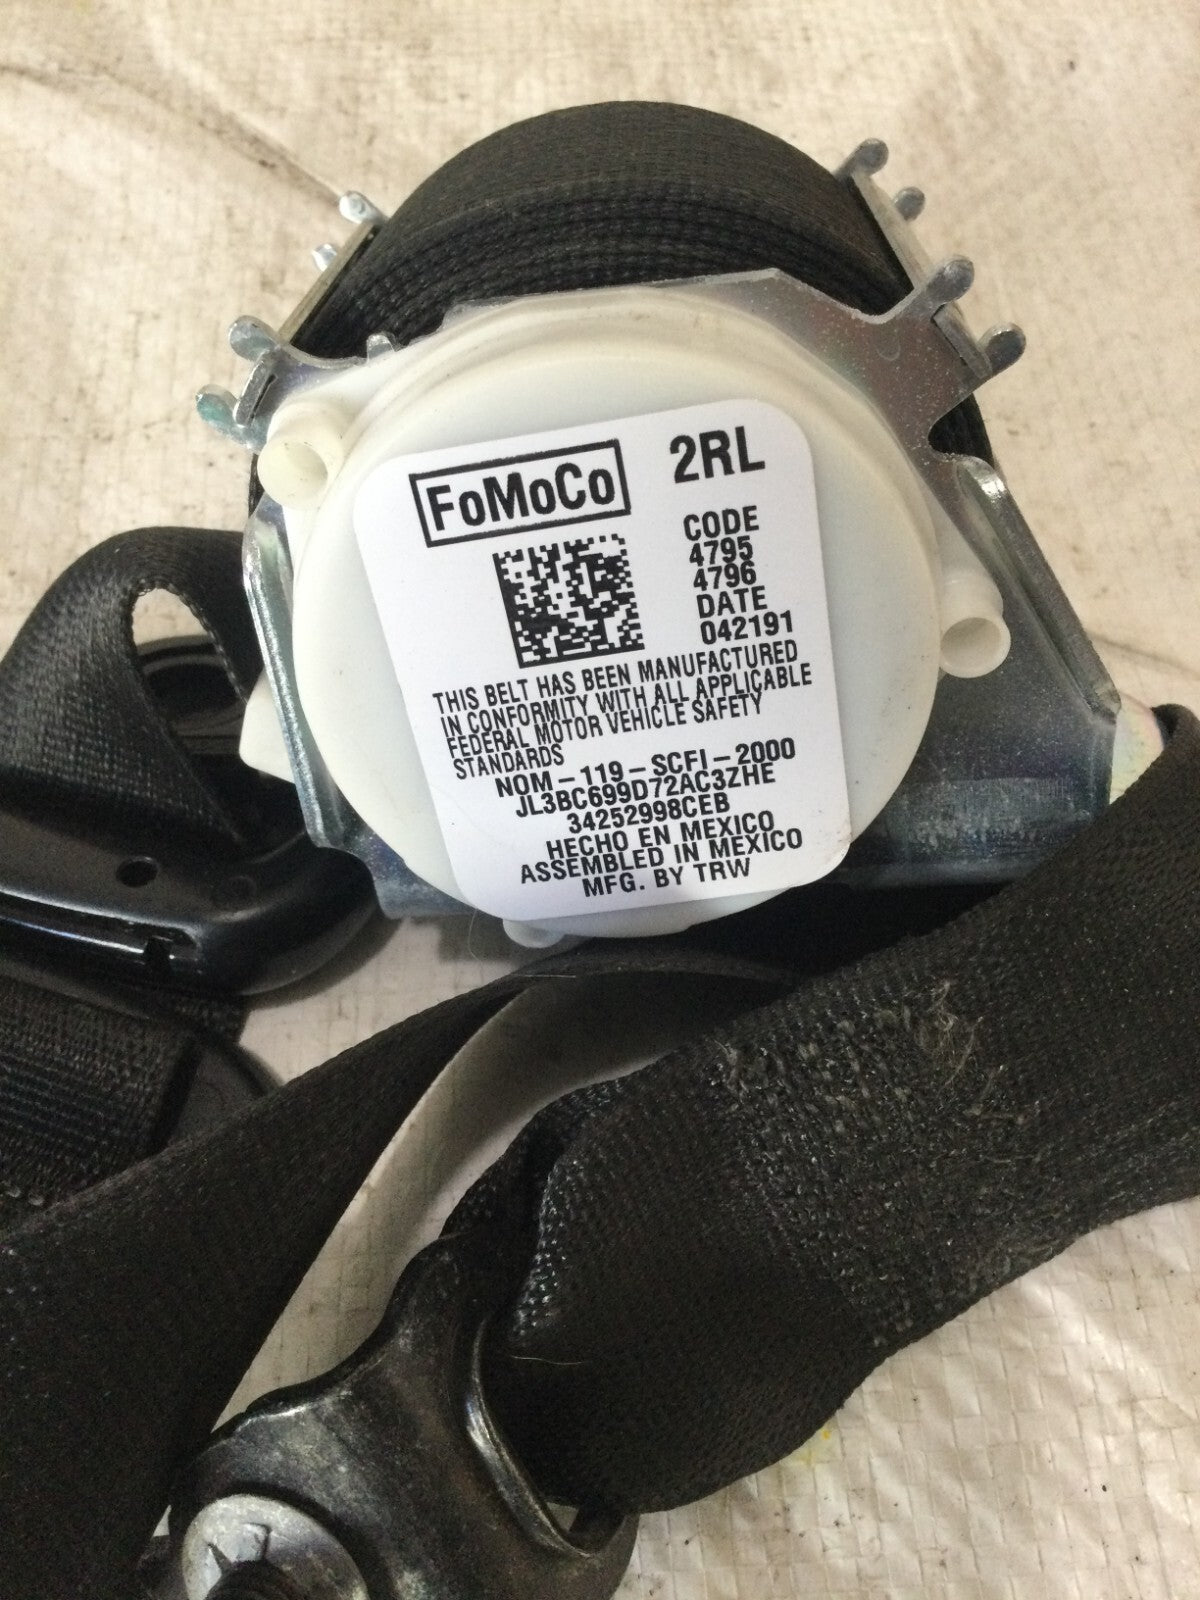 FoMoCo 2RL
CODE
4795
4796
DATE
042191
THIS BELT HAS BEEN MANUFACTURED
IN CONFORMITY WITH ALL APPLICABLE
FEDERAL MOTOR VEHICLE SAFETY
STANDARDS
NOM-119-SCFI-2000
JL3BC699D72AC3ZHE
34252998CEB
HECHO EN MEXICO
ASSEMBLED IN MEXICO
MFG. BY TRW